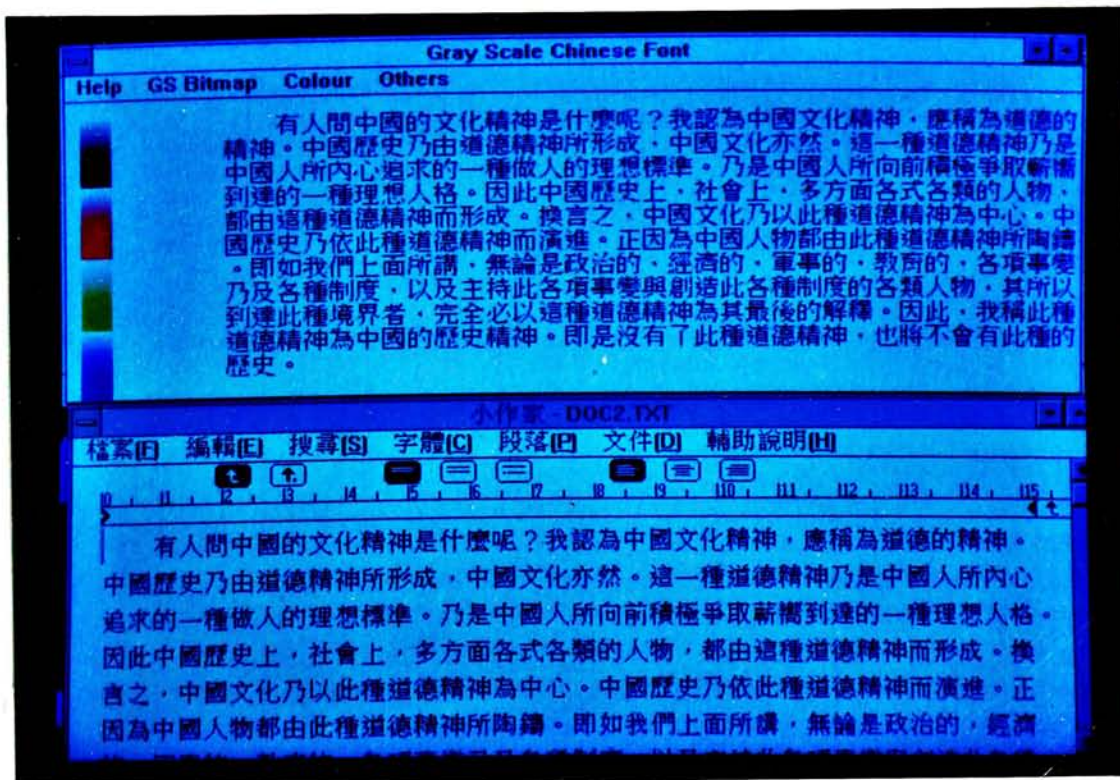 Gray Scale Chinese Font
Help GS Bitmap Colour Others
有人問中國的文化精神是什麼呢？我認為中國文化精神，應稱為道德的
精神。中國歷史乃由道德精神所形成，中國文化亦然。這一種道德精神乃是
中國人所內心追求的一種做人的理想標準。乃是中國人所向前積極爭取蘄嚮
到達的一種理想人格。因此中國歷史上，社會上，多方面各式各類的人物，
都由這種道德精神而形成。換言之，中國文化乃以此種道德精神為中心。中
國歷史乃依此種道德精神而演進。正因為中國人物都由此種道德精神所陶鑄
。即如我們上面所講，無論是政治的，經濟的，軍事的，教育的，各項事變
乃及各種制度，以及主持此各項事變與創造此各種制度的各類人物，其所以
到達此種境界者，完全必以這種道德精神為其最後的解釋。因此，我稱此種
道德精神為中國的歷史精神。即是沒有了此種道德精神，也將不會有此種的
歷史。
小作家 - DOC2.TXT
檔案(F) 編輯(E) 搜尋(S) 字體(C) 段落(P) 文件(D) 輔助說明(H)
0 1 2 3 4 5 6 7 8 9 10 11 12 13 14 15
有人問中國的文化精神是什麼呢？我認為中國文化精神，應稱為道德的精神。
中國歷史乃由道德精神所形成，中國文化亦然。這一種道德精神乃是中國人所內心
追求的一種做人的理想標準。乃是中國人所向前積極爭取蘄嚮到達的一種理想人格。
因此中國歷史上，社會上，多方面各式各類的人物，都由這種道德精神而形成。換
言之，中國文化乃以此種道德精神為中心。中國歷史乃依此種道德精神而演進。正
因為中國人物都由此種道德精神所陶鑄。即如我們上面所講，無論是政治的，經濟